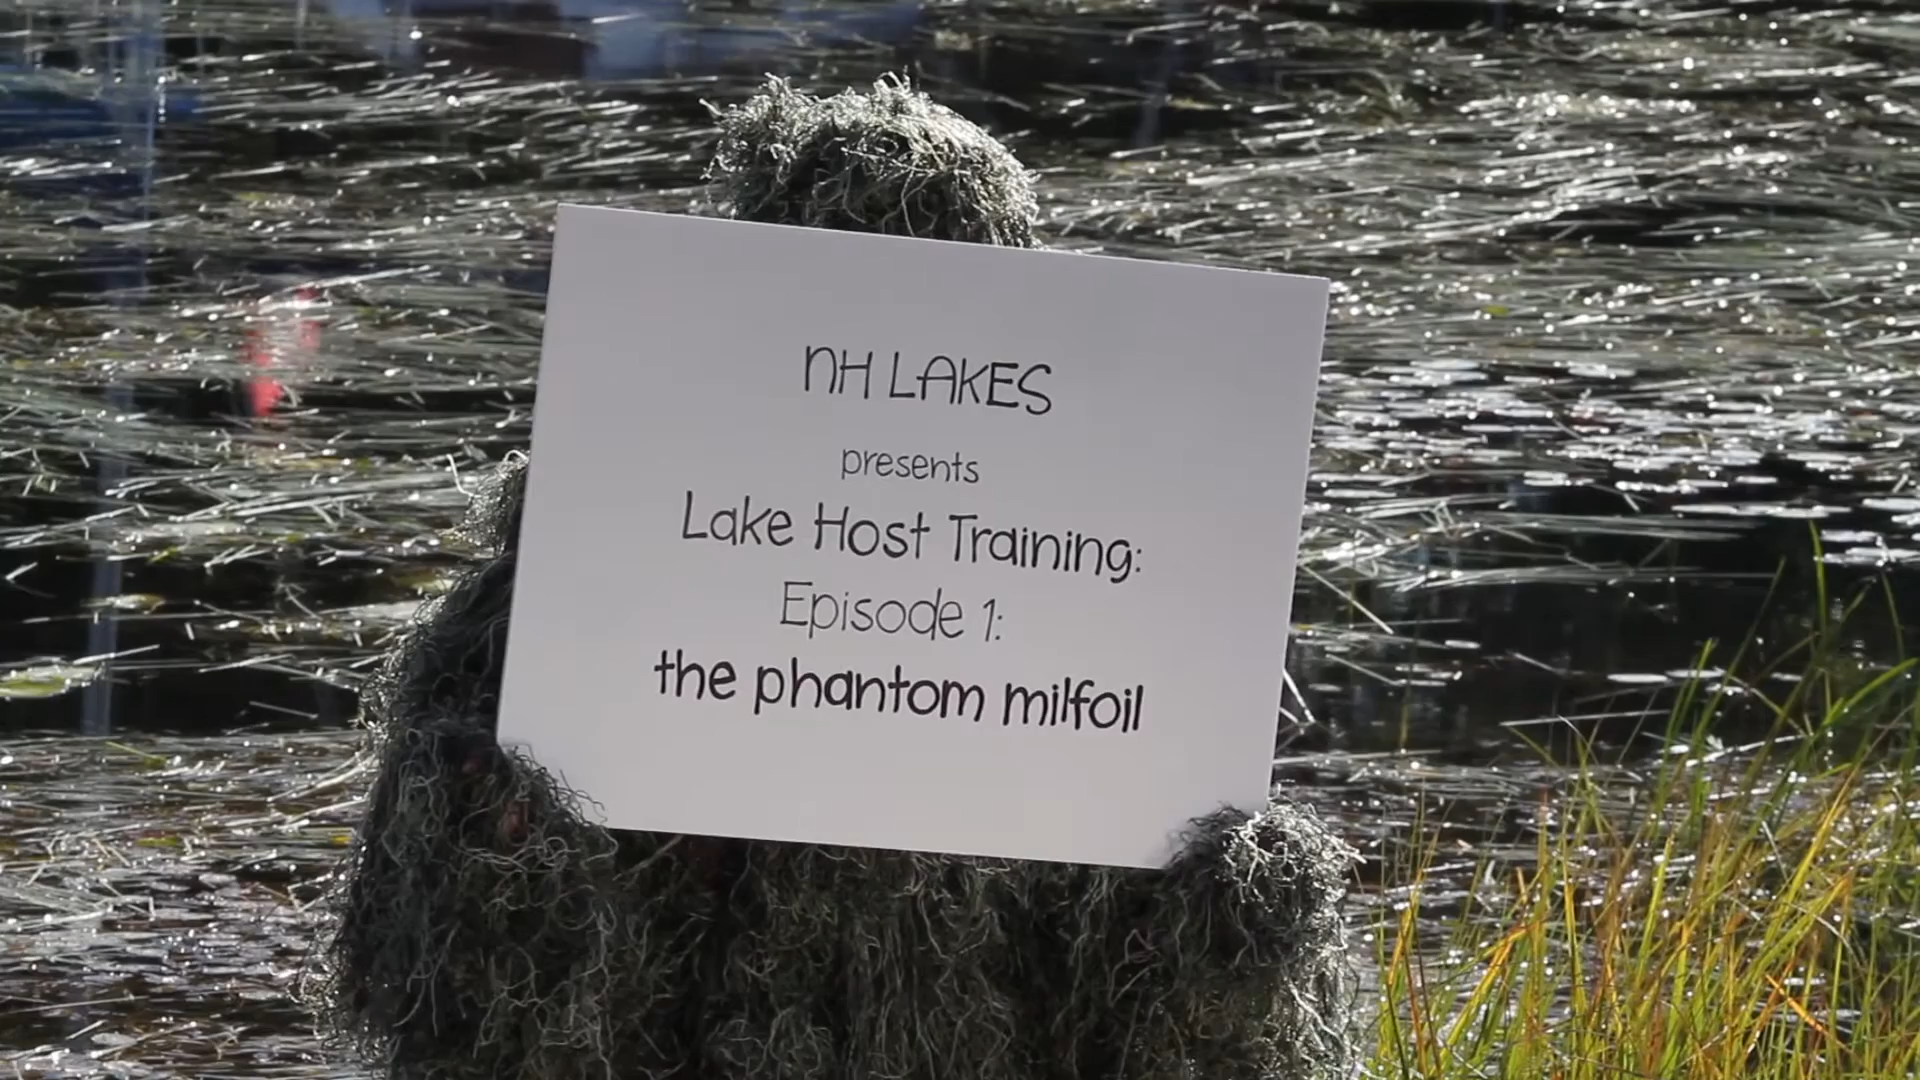 nH LAKES
presents
Lake Host Training:
Episode 1:
the phantom milfoil